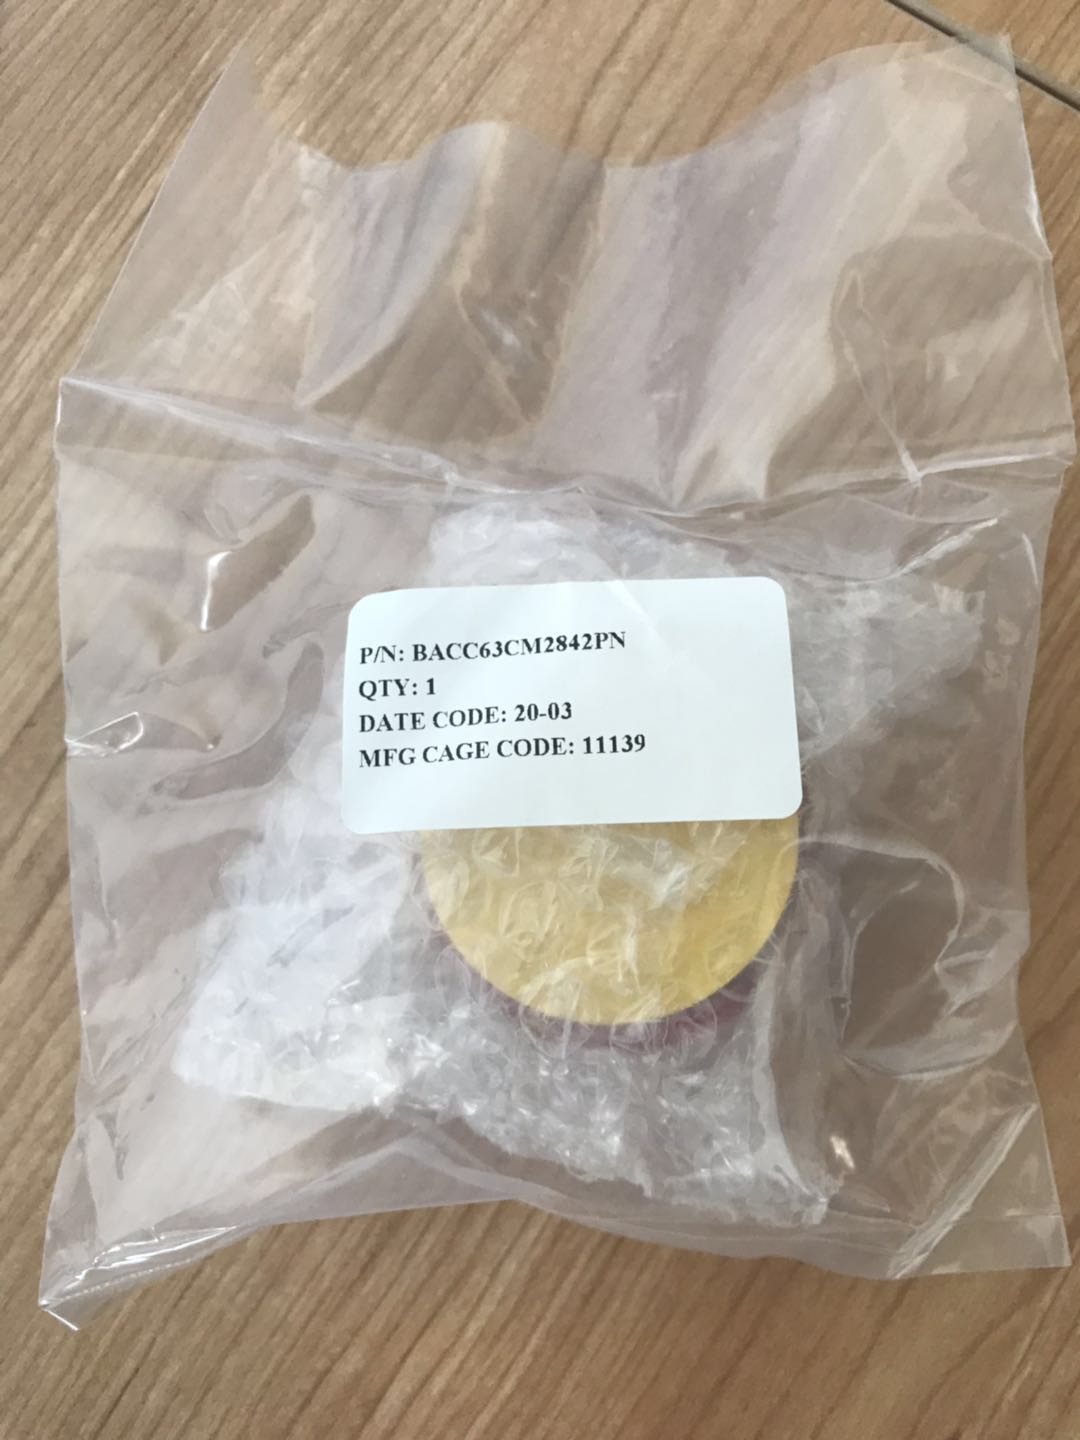 P/N: BACC63CM2842PN
QTY: 1
DATE CODE: 20-03
MFG CAGE CODE: 11139